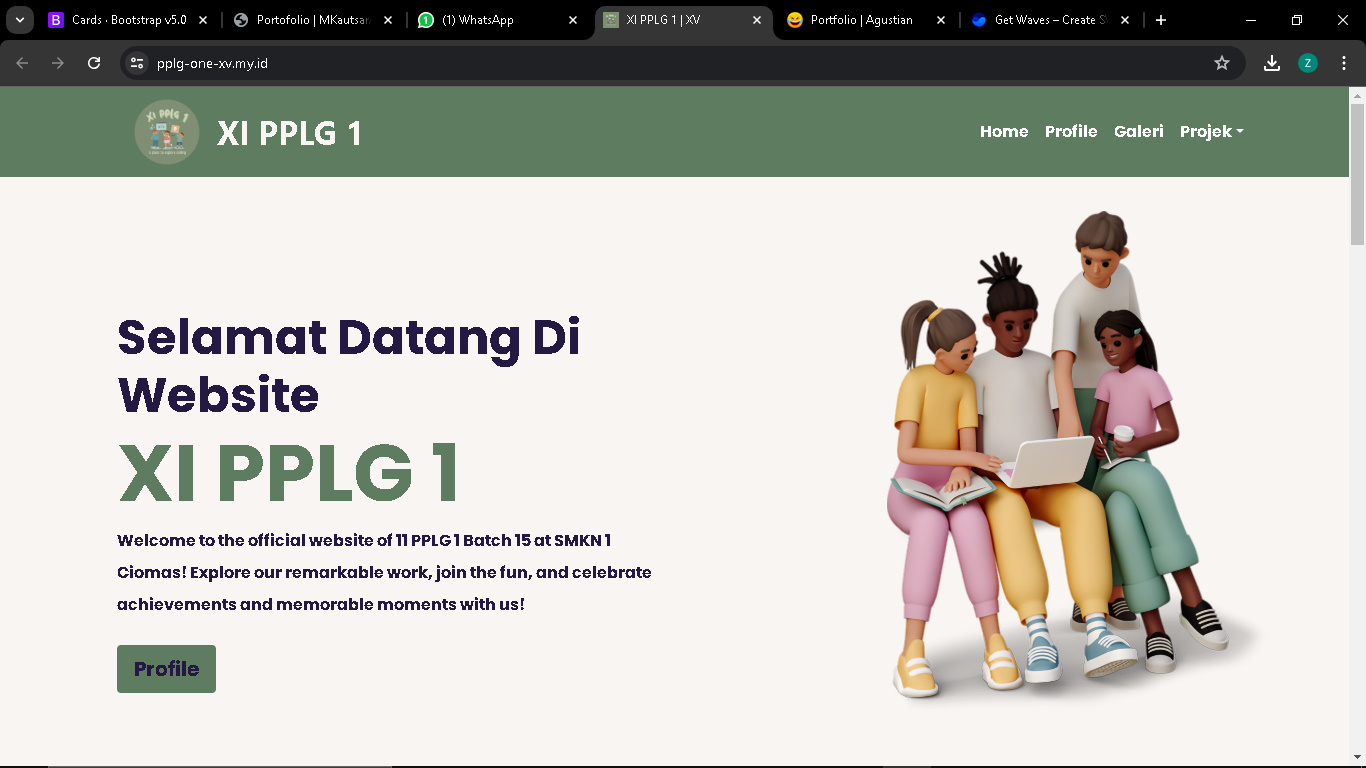 Cards · Bootstrap v5.0
Portofolio | MKautsar
(1) WhatsApp
XI PPLG 1 | XV
Portfolio | Agustian
Get Waves – Create S
pplg-one-xv.my.id
Z
XI PPLG 1
XI PPLG 1
Home Profile Galeri Projek
Selamat Datang Di
Website
XI PPLG 1
Welcome to the official website of 11 PPLG 1 Batch 15 at SMKN 1
Ciomas! Explore our remarkable work, join the fun, and celebrate
achievements and memorable moments with us!
Profile